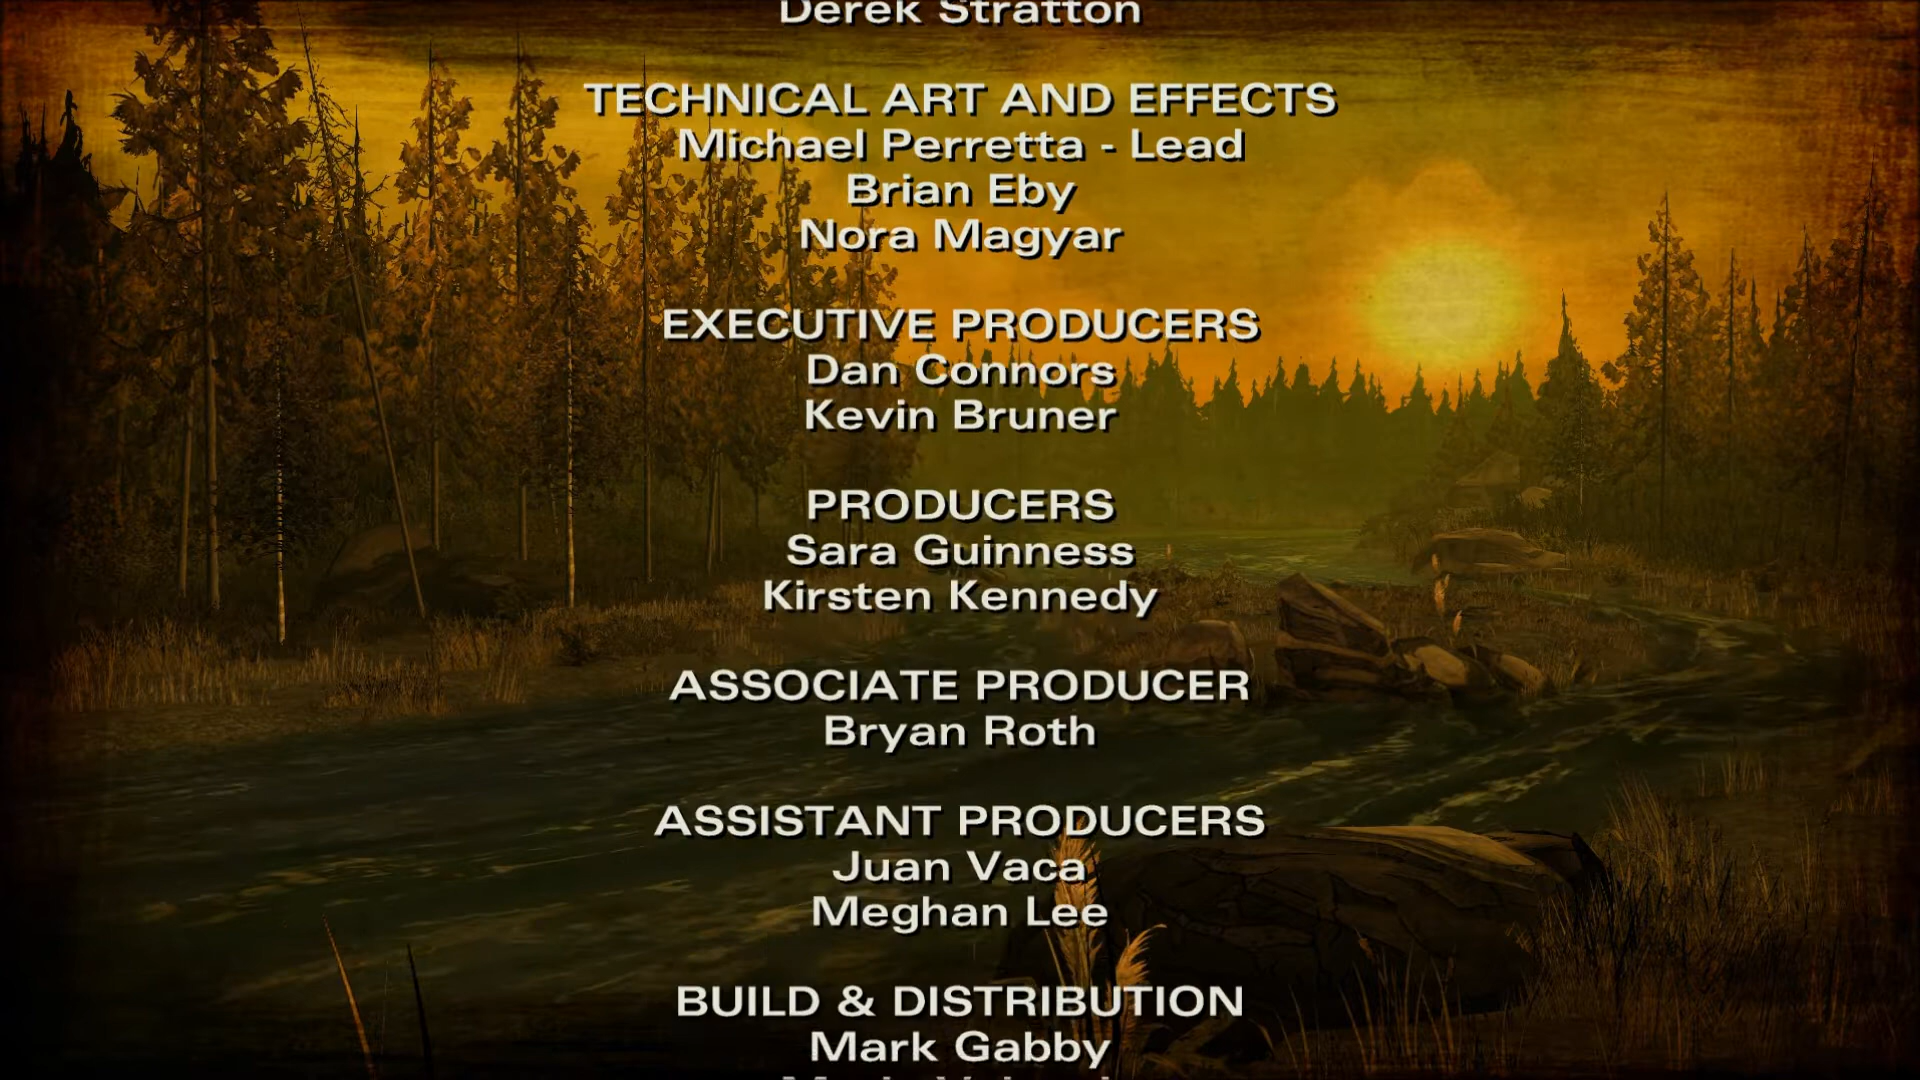 Derek Stratton
TECHNICAL ART AND EFFECTS
Michael Perretta - Lead
Brian Eby
Nora Magyar
EXECUTIVE PRODUCERS
Dan Connors
Kevin Bruner
PRODUCERS
Sara Guinness
Kirsten Kennedy
ASSOCIATE PRODUCER
Bryan Roth
ASSISTANT PRODUCERS
Juan Vaca
Meghan Lee
BUILD & DISTRIBUTION
Mark Gabby